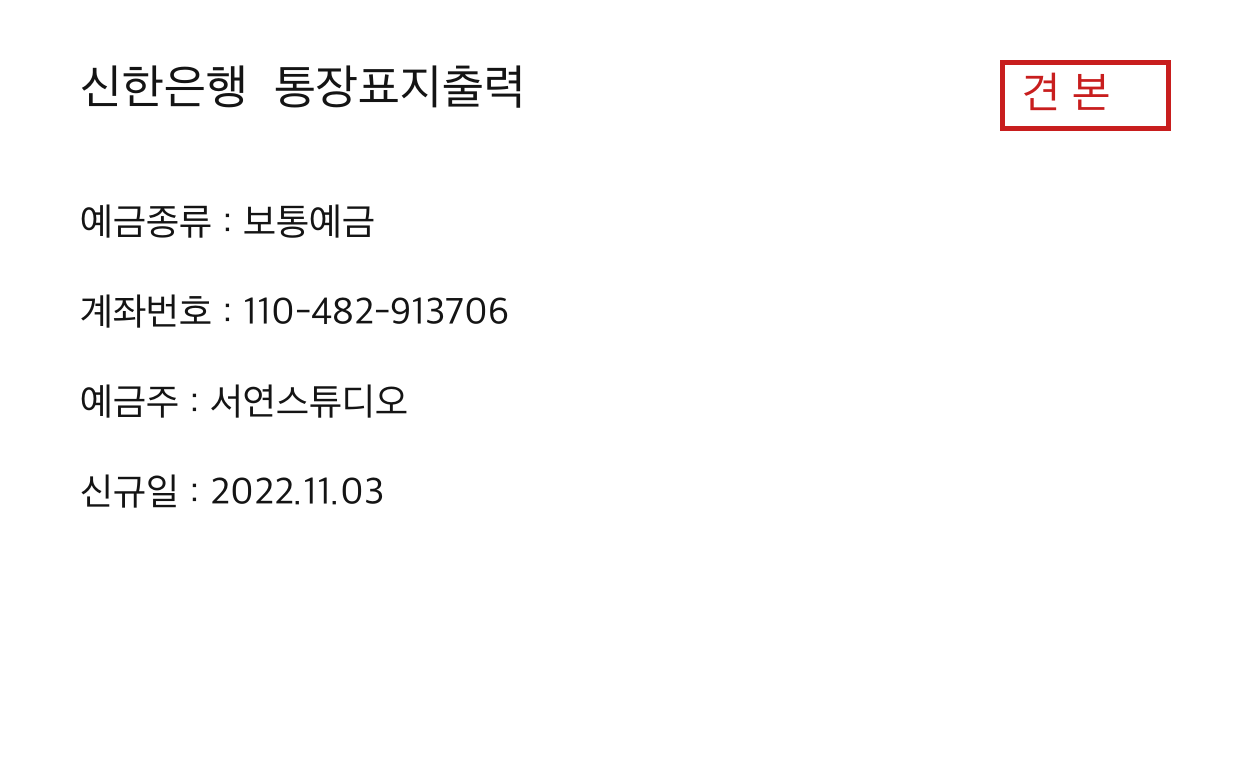 신한은행 통장표지출력
견 본
예금종류 : 보통예금
계좌번호 : 110-482-913706
예금주 : 서연스튜디오
신규일 : 2022.11.03